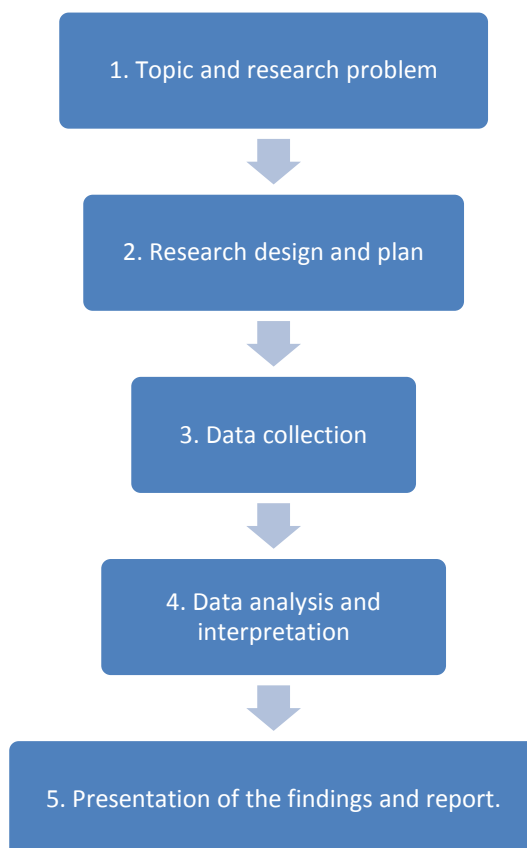 1. Topic and research problem
2. Research design and plan
3. Data collection
4. Data analysis and
interpretation
5. Presentation of the findings and report.